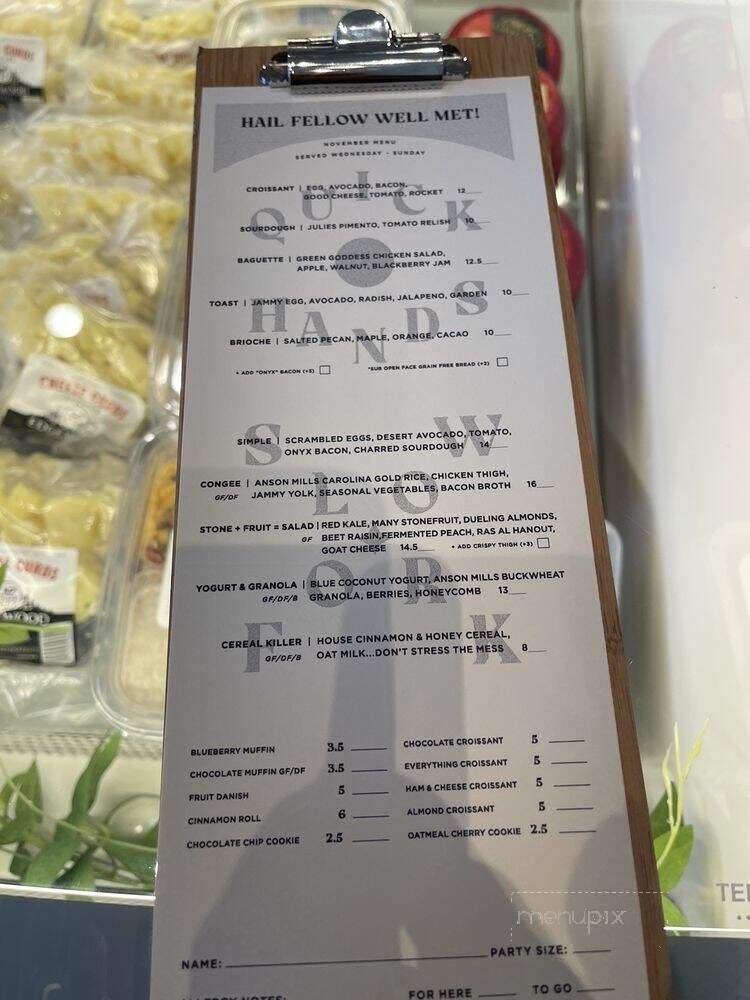 HAIL FELLOW WELL MET!
NOVEMBER MENU
SERVED WEDNESDAY - SUNDAY
QUICK
HANDS
CROISSANT | EGG, AVOCADO, BACON,
GOOD CHEESE, TOMATO, ROCKET 12
SOURDOUGH | JULIES PIMENTO, TOMATO RELISH 10
BAGUETTE | GREEN GODDESS CHICKEN SALAD,
APPLE, WALNUT, BLACKBERRY JAM 12.5
TOAST | JAMMY EGG, AVOCADO, RADISH, JALAPENO, GARDEN 10
BRIOCHE | SALTED PECAN, MAPLE, ORANGE, CACAO 10
+ ADD "ONYX" BACON (+3) *SUB OPEN FACE GRAIN FREE BREAD (+2)
SLOW
FORK
SIMPLE | SCRAMBLED EGGS, DESERT AVOCADO, TOMATO,
ONYX BACON, CHARRED SOURDOUGH 14
CONGEE | ANSON MILLS CAROLINA GOLD RICE, CHICKEN THIGH,
GF/DF JAMMY YOLK, SEASONAL VEGETABLES, BACON BROTH 16
STONE + FRUIT = SALAD | RED KALE, MANY STONEFRUIT, DUELING ALMONDS,
GF BEET RAISIN,FERMENTED PEACH, RAS AL HANOUT,
GOAT CHEESE 14.5 + ADD CRISPY THIGH (+3)
YOGURT & GRANOLA | BLUE COCONUT YOGURT, ANSON MILLS BUCKWHEAT
GF/DF/B GRANOLA, BERRIES, HONEYCOMB 13
CEREAL KILLER | HOUSE CINNAMON & HONEY CEREAL,
GF/DF/B OAT MILK...DON'T STRESS THE MESS 8
BLUEBERRY MUFFIN 3.5
CHOCOLATE MUFFIN GF/DF 3.5
FRUIT DANISH 5
CINNAMON ROLL 6
CHOCOLATE CHIP COOKIE 2.5
CHOCOLATE CROISSANT 5
EVERYTHING CROISSANT 5
HAM & CHEESE CROISSANT 5
ALMOND CROISSANT 5
OATMEAL CHERRY COOKIE 2.5
NAME: PARTY SIZE:
ALLERGY NOTES: FOR HERE TO GO
menupix
CHEESE CURDS
CURDS